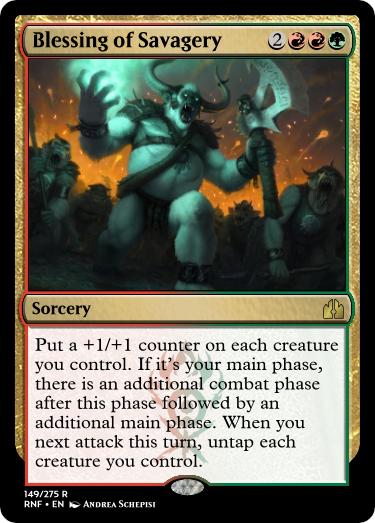 Blessing of Savagery 2
Sorcery
Put a +1/+1 counter on each creature
you control. If it's your main phase,
there is an additional combat phase
after this phase followed by an
additional main phase. When you
next attack this turn, untap each
creature you control.
149/275 R
RNF • EN Andrea Schepisi